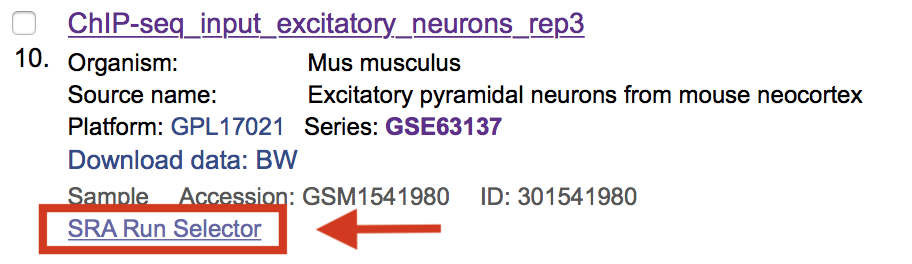 ChIP-seq_input_excitatory_neurons_rep3
10. Organism: Mus musculus
Source name: Excitatory pyramidal neurons from mouse neocortex
Platform: GPL17021 Series: GSE63137
Download data: BW
Sample Accession: GSM1541980 ID: 301541980
SRA Run Selector